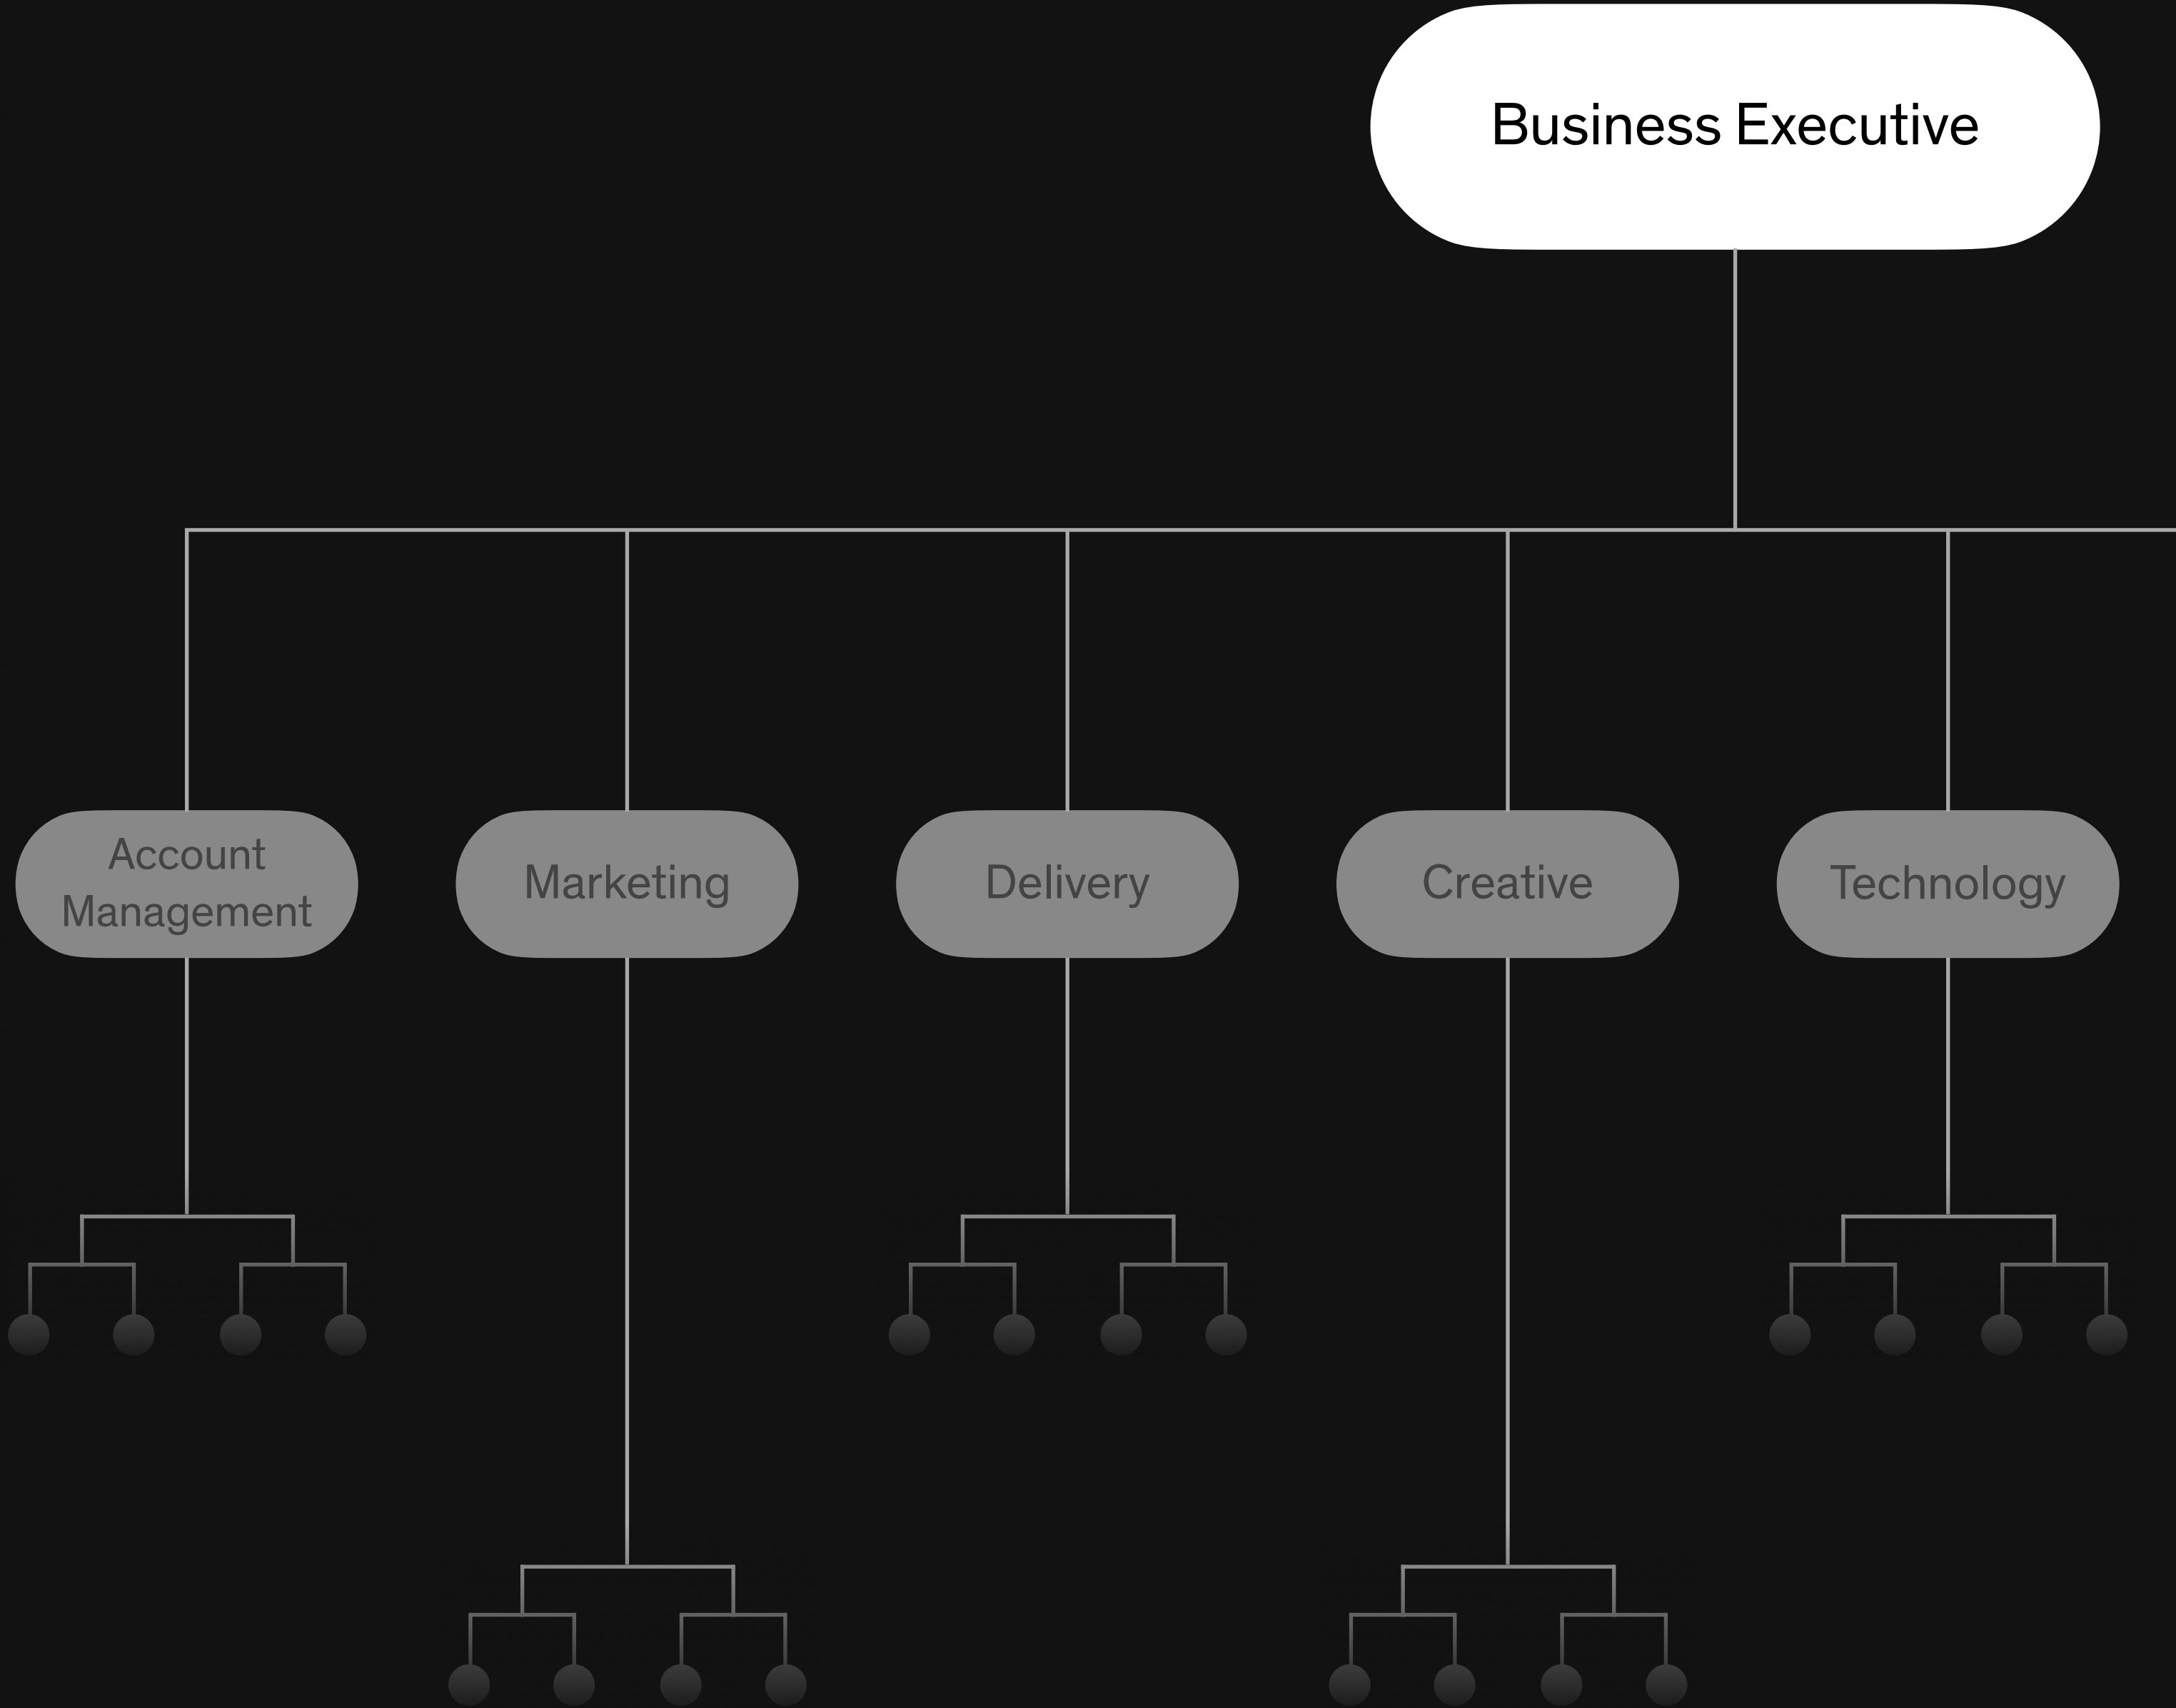 Business Executive
Account
Management
Marketing
Delivery
Creative
Technology